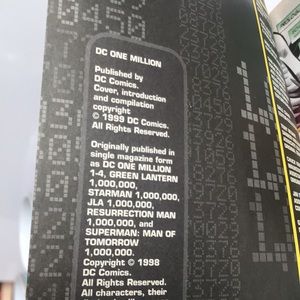 0450
DC ONE MILLION
Published by
DC Comics.
Cover, introduction
and compilation
copyright
© 1999 DC Comics.
All Rights Reserved.
Originally published in
single magazine form
as DC ONE MILLION
1-4, GREEN LANTERN
1,000,000,
STARMAN 1,000,000,
JLA 1,000,000,
RESURRECTION MAN
1,000,000, and
SUPERMAN: MAN OF
TOMORROW
1,000,000.
Copyright © 1998
DC Comics.
All Rights Reserved.
All characters, their